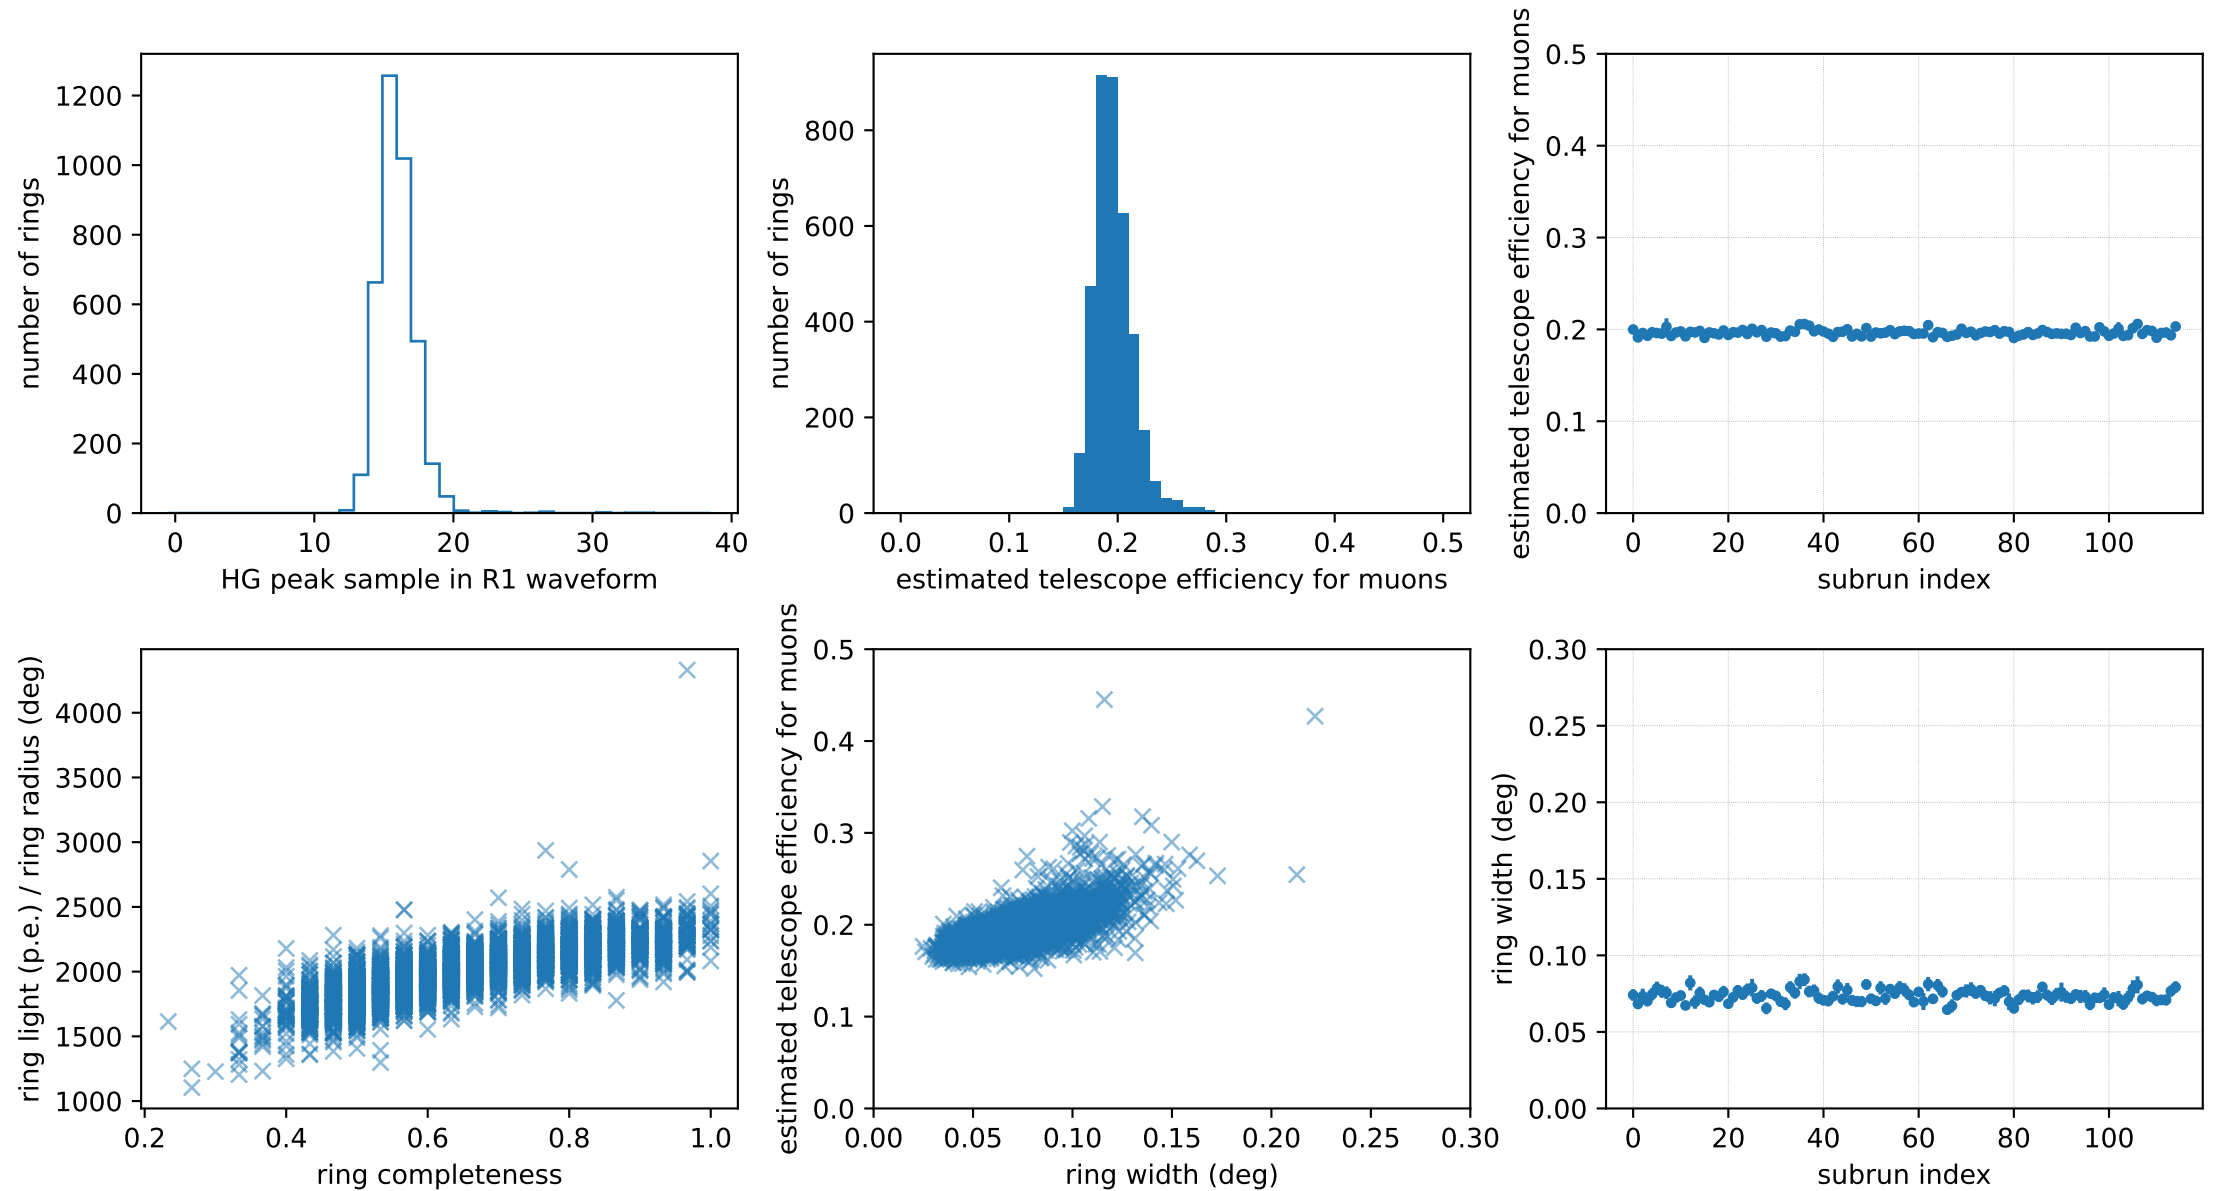 1200
1000
800
600
400
200
0
number of rings
0 10 20 30 40
HG peak sample in R1 waveform
800
600
400
200
0
number of rings
0.0 0.1 0.2 0.3 0.4 0.5
estimated telescope efficiency for muons
0.5
0.4
0.3
0.2
0.1
0.0
estimated telescope efficiency for muons
0 20 40 60 80 100
subrun index
4000
3500
3000
2500
2000
1500
1000
ring light (p.e.) / ring radius (deg)
0.2 0.4 0.6 0.8 1.0
ring completeness
0.5
0.4
0.3
0.2
0.1
0.0
estimated telescope efficiency for muons
0.00 0.05 0.10 0.15 0.20 0.25 0.30
ring width (deg)
0.30
0.25
0.20
0.15
0.10
0.05
0.00
ring width (deg)
0 20 40 60 80 100
subrun index